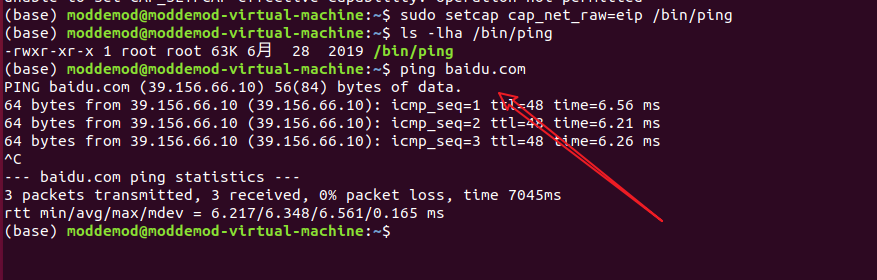 unable to set CAP_SETFCAP effective capability: Operation not permitted
(base) moddemod@moddemod-virtual-machine:~$ sudo setcap cap_net_raw=eip /bin/ping
(base) moddemod@moddemod-virtual-machine:~$ ls -lha /bin/ping
-rwxr-xr-x 1 root root 63K 6月  28  2019 /bin/ping
(base) moddemod@moddemod-virtual-machine:~$ ping baidu.com
PING baidu.com (39.156.66.10) 56(84) bytes of data.
64 bytes from 39.156.66.10 (39.156.66.10): icmp_seq=1 ttl=48 time=6.56 ms
64 bytes from 39.156.66.10 (39.156.66.10): icmp_seq=2 ttl=48 time=6.21 ms
64 bytes from 39.156.66.10 (39.156.66.10): icmp_seq=3 ttl=48 time=6.26 ms
^C
--- baidu.com ping statistics ---
3 packets transmitted, 3 received, 0% packet loss, time 7045ms
rtt min/avg/max/mdev = 6.217/6.348/6.561/0.165 ms
(base) moddemod@moddemod-virtual-machine:~$